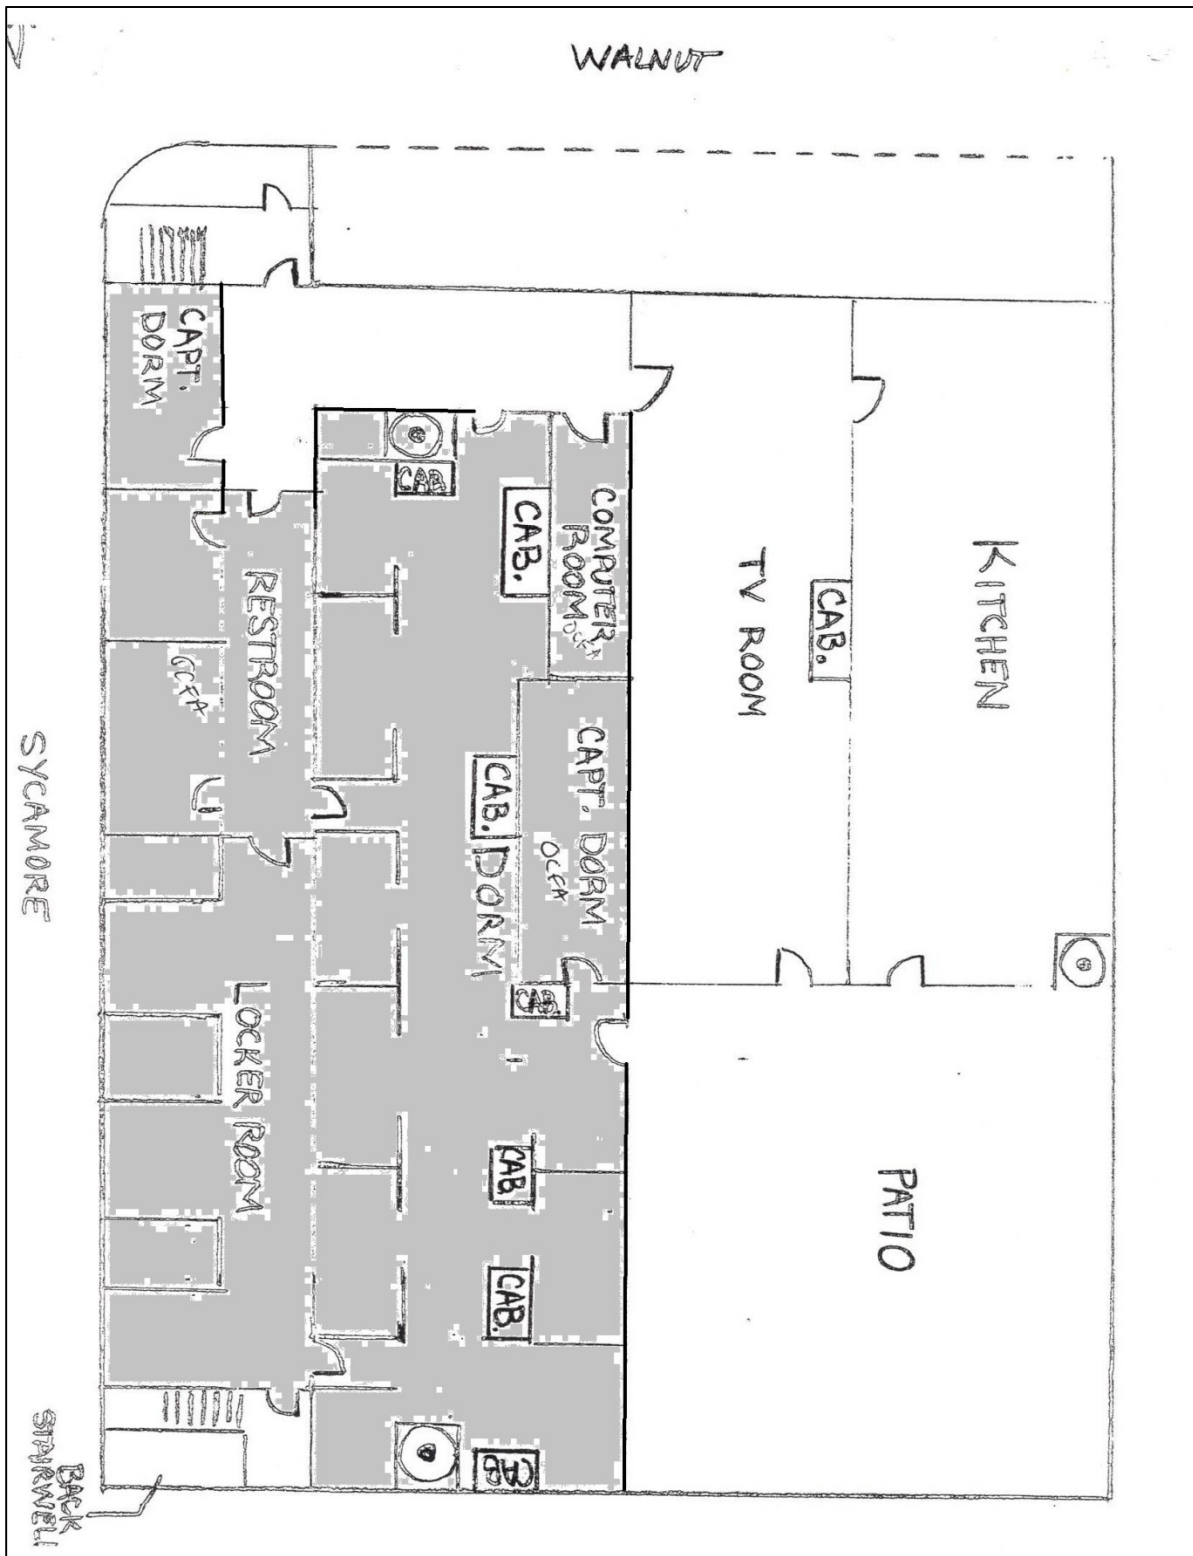 WALNUT
CAPT.
DORM
CAB
CAB.
COMPUTER
ROOM
OCFA
RESTROOM
OCFA
TV ROOM
CAB.
KITCHEN
SYCAMORE
CAB.
DORM
CAPT. DORM
OCFA
CAB.
LOCKER ROOM
CAB
CAB.
PATIO
CAB
BACK
STAIRWELL